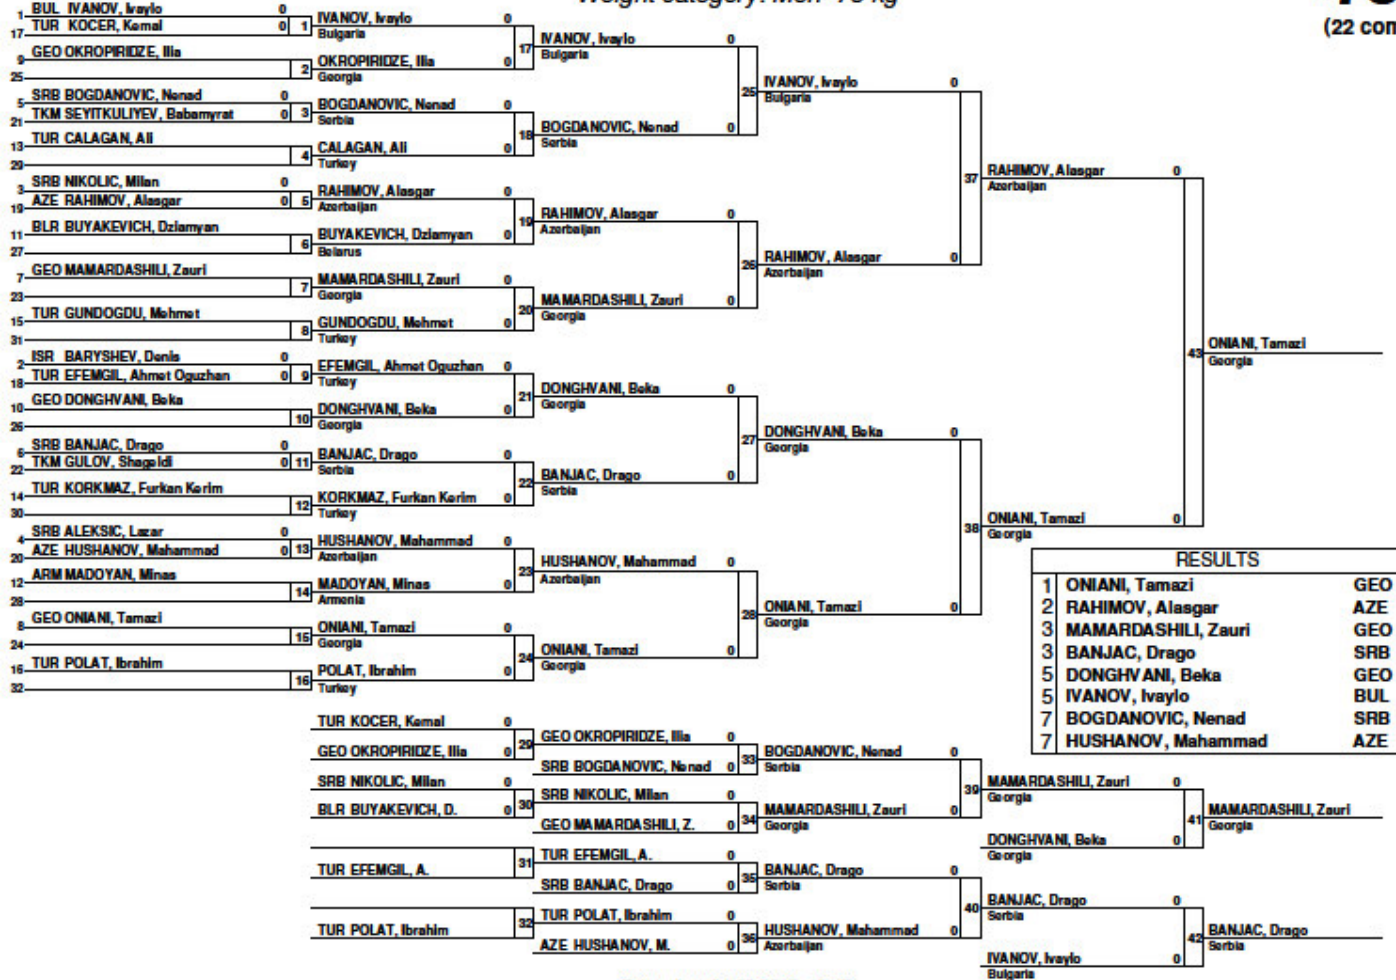 Weight category: Men -73 kg
(22 com
1 BUL IVANOV, Ivaylo 0
17 TUR KOCER, Kemal 0 1
IVANOV, Ivaylo 0
Bulgaria
9 GEO OKROPIRIDZE, Ilia
25 2
OKROPIRIDZE, Ilia 0
Georgia
17 IVANOV, Ivaylo 0
Bulgaria
5 SRB BOGDANOVIC, Nenad 0
21 TKM SEYITKULIYEV, Babamyrat 0 3
BOGDANOVIC, Nenad 0
Serbia
13 TUR CALAGAN, Ali
29 4
CALAGAN, Ali 0
Turkey
18 BOGDANOVIC, Nenad 0
Serbia
25 IVANOV, Ivaylo 0
Bulgaria
3 SRB NIKOLIC, Milan 0
19 AZE RAHIMOV, Alasgar 0 5
RAHIMOV, Alasgar 0
Azerbaijan
11 BLR BUYAKEVICH, Dziamyan
27 6
BUYAKEVICH, Dziamyan 0
Belarus
19 RAHIMOV, Alasgar 0
Azerbaijan
7 GEO MAMARDASHILI, Zauri
23 7
MAMARDASHILI, Zauri 0
Georgia
15 TUR GUNDOGDU, Mehmet
31 8
GUNDOGDU, Mehmet 0
Turkey
20 MAMARDASHILI, Zauri 0
Georgia
26 RAHIMOV, Alasgar 0
Azerbaijan
37 RAHIMOV, Alasgar 0
Azerbaijan
2 ISR BARYSHEV, Denis 0
18 TUR EFEMGIL, Ahmet Oguzhan 0 9
EFEMGIL, Ahmet Oguzhan 0
Turkey
10 GEO DONGHVANI, Beka
26 10
DONGHVANI, Beka 0
Georgia
21 DONGHVANI, Beka 0
Georgia
6 SRB BANJAC, Drago 0
22 TKM GULOV, Shageldi 0 11
BANJAC, Drago 0
Serbia
14 TUR KORKMAZ, Furkan Kerim
30 12
KORKMAZ, Furkan Kerim 0
Turkey
22 BANJAC, Drago 0
Serbia
27 DONGHVANI, Beka 0
Georgia
4 SRB ALEKSIC, Lazar 0
20 AZE HUSHANOV, Mahammad 0 13
HUSHANOV, Mahammad 0
Azerbaijan
12 ARM MADOYAN, Minas
28 14
MADOYAN, Minas 0
Armenia
23 HUSHANOV, Mahammad 0
Azerbaijan
8 GEO ONIANI, Tamazi
24 15
ONIANI, Tamazi 0
Georgia
16 TUR POLAT, Ibrahim
32 16
POLAT, Ibrahim 0
Turkey
24 ONIANI, Tamazi 0
Georgia
28 ONIANI, Tamazi 0
Georgia
38 ONIANI, Tamazi 0
Georgia
43 ONIANI, Tamazi
Georgia
RESULTS
1 ONIANI, Tamazi GEO
2 RAHIMOV, Alasgar AZE
3 MAMARDASHILI, Zauri GEO
3 BANJAC, Drago SRB
5 DONGHVANI, Beka GEO
5 IVANOV, Ivaylo BUL
7 BOGDANOVIC, Nenad SRB
7 HUSHANOV, Mahammad AZE
TUR KOCER, Kemal 0
GEO OKROPIRIDZE, Ilia 0 29
GEO OKROPIRIDZE, Ilia 0
SRB BOGDANOVIC, Nenad 0 33
BOGDANOVIC, Nenad 0
Serbia
SRB NIKOLIC, Milan 0
BLR BUYAKEVICH, D. 0 30
SRB NIKOLIC, Milan 0
GEO MAMARDASHILI, Z. 0 34
MAMARDASHILI, Zauri 0
Georgia
39 MAMARDASHILI, Zauri 0
Georgia
DONGHVANI, Beka 0
Georgia
41 MAMARDASHILI, Zauri
Georgia
TUR EFEMGIL, A.
31 TUR EFEMGIL, A. 0
SRB BANJAC, Drago 0 35
BANJAC, Drago 0
Serbia
TUR POLAT, Ibrahim
32 TUR POLAT, Ibrahim 0
AZE HUSHANOV, M. 0 36
HUSHANOV, Mahammad 0
Azerbaijan
40 BANJAC, Drago 0
Serbia
IVANOV, Ivaylo 0
Bulgaria
42 BANJAC, Drago
Serbia